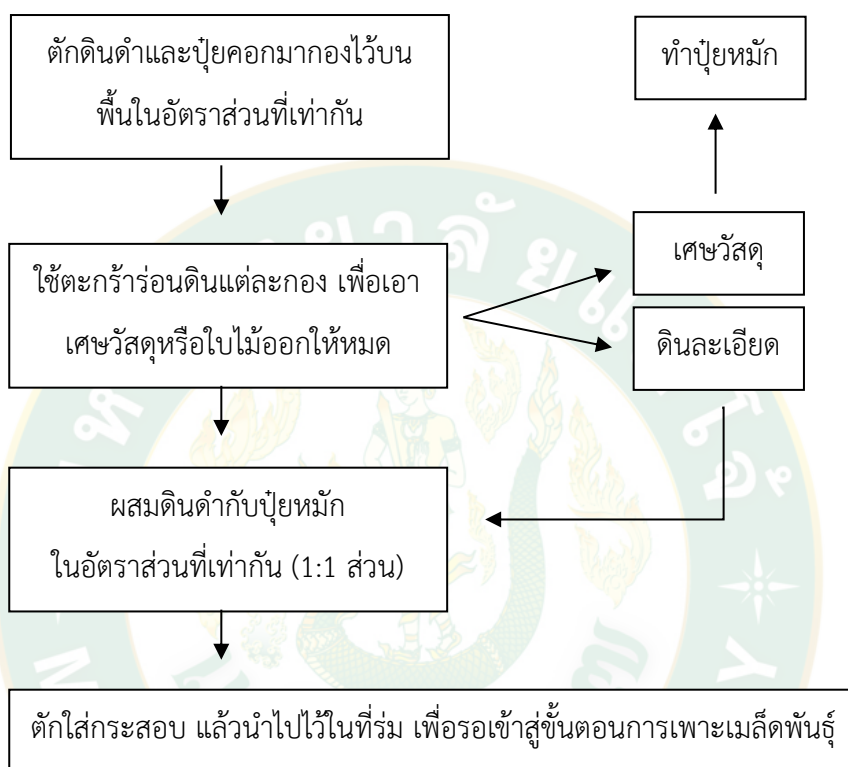 ตักดินดำและปุ๋ยคอกมากองไว้บน
พื้นในอัตราส่วนที่เท่ากัน
ทำปุ๋ยหมัก
ใช้ตะกร้าร่อนดินแต่ละกอง เพื่อเอา
เศษวัสดุหรือใบไม้ออกให้หมด
เศษวัสดุ
ดินละเอียด
ผสมดินดำกับปุ๋ยหมัก
ในอัตราส่วนที่เท่ากัน (1:1 ส่วน)
ตักใส่กระสอบ แล้วนำไปไว้ในที่ร่ม เพื่อรอเข้าสู่ขั้นตอนการเพาะเมล็ดพันธุ์